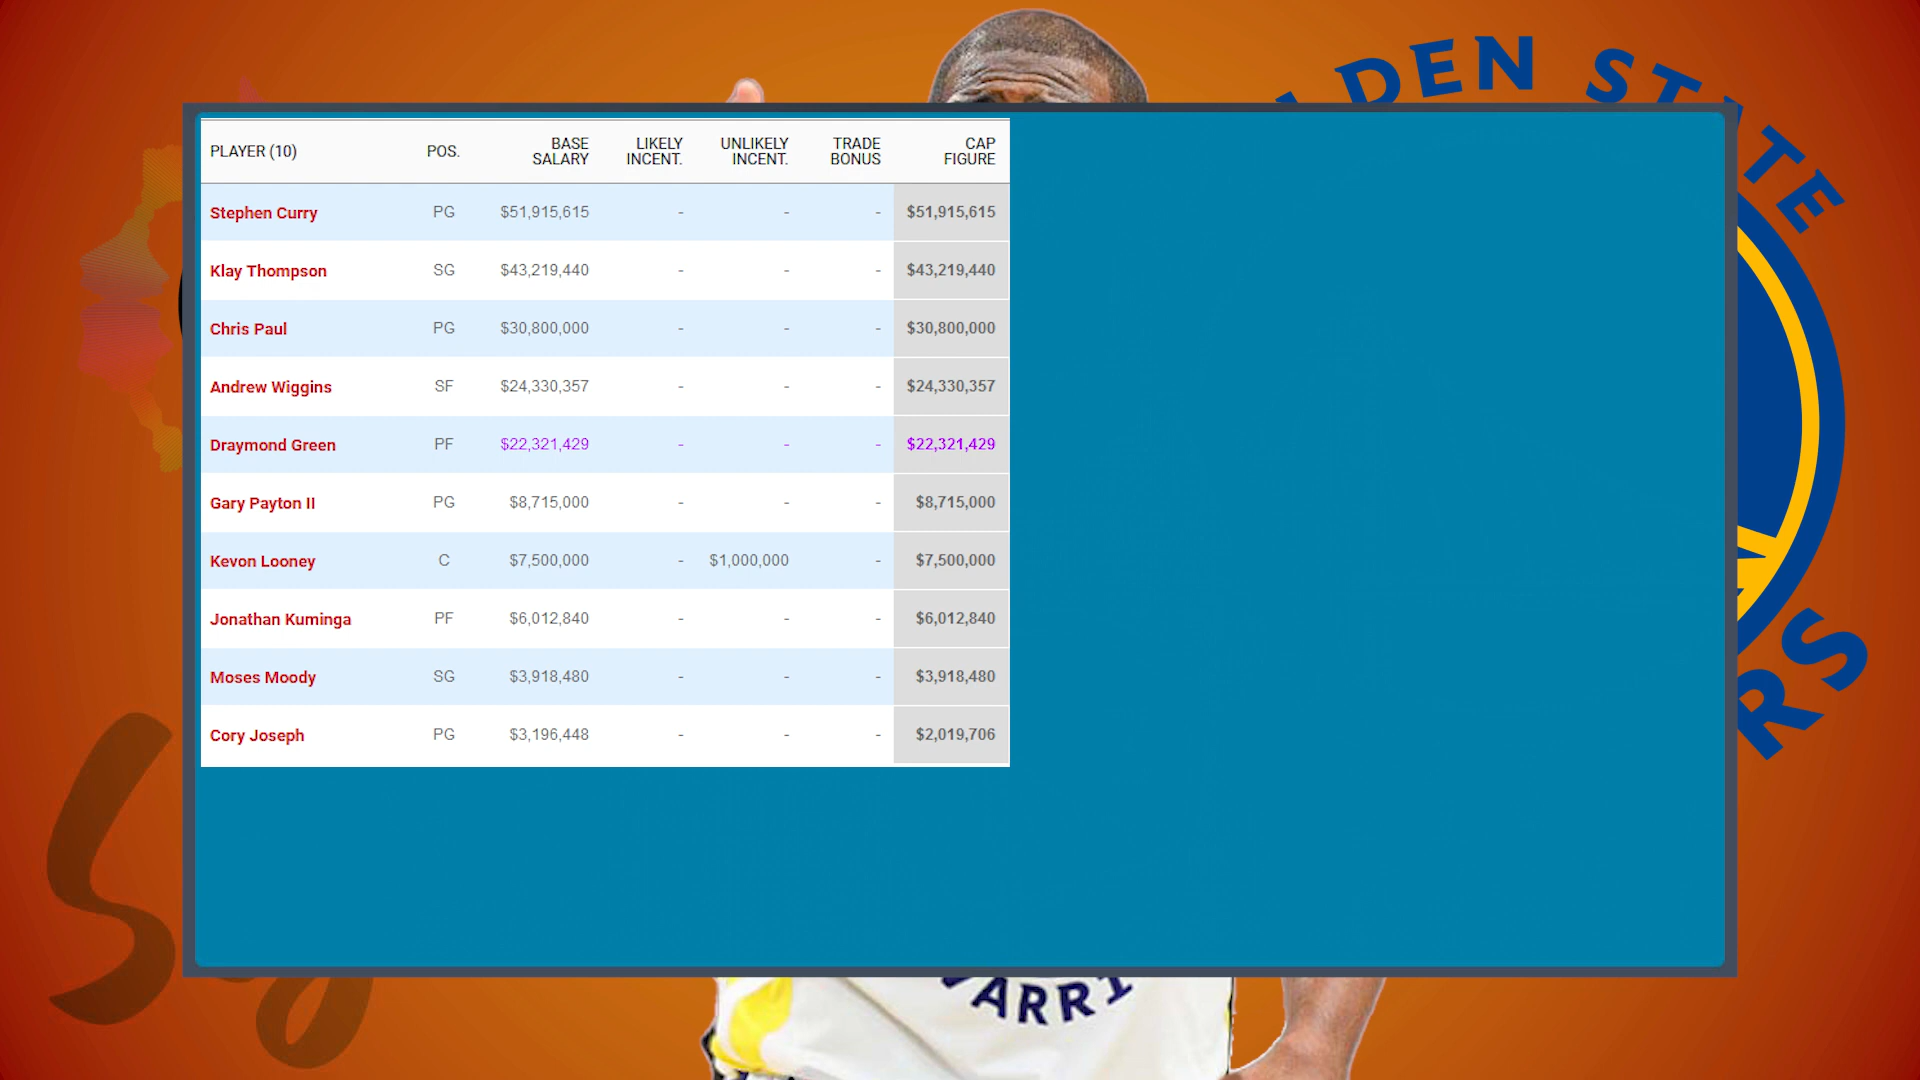 LDEN STATE
PLAYER (10) POS. BASE SALARY LIKELY INCENT. UNLIKELY INCENT. TRADE BONUS CAP FIGURE
Stephen Curry PG $51,915,615 - - - $51,915,615
Klay Thompson SG $43,219,440 - - - $43,219,440
Chris Paul PG $30,800,000 - - - $30,800,000
Andrew Wiggins SF $24,330,357 - - - $24,330,357
Draymond Green PF $22,321,429 - - - $22,321,429
Gary Payton II PG $8,715,000 - - - $8,715,000
Kevon Looney C $7,500,000 - $1,000,000 - $7,500,000
Jonathan Kuminga PF $6,012,840 - - - $6,012,840
Moses Moody SG $3,918,480 - - - $3,918,480
Cory Joseph PG $3,196,448 - - - $2,019,706
RS
WARRI